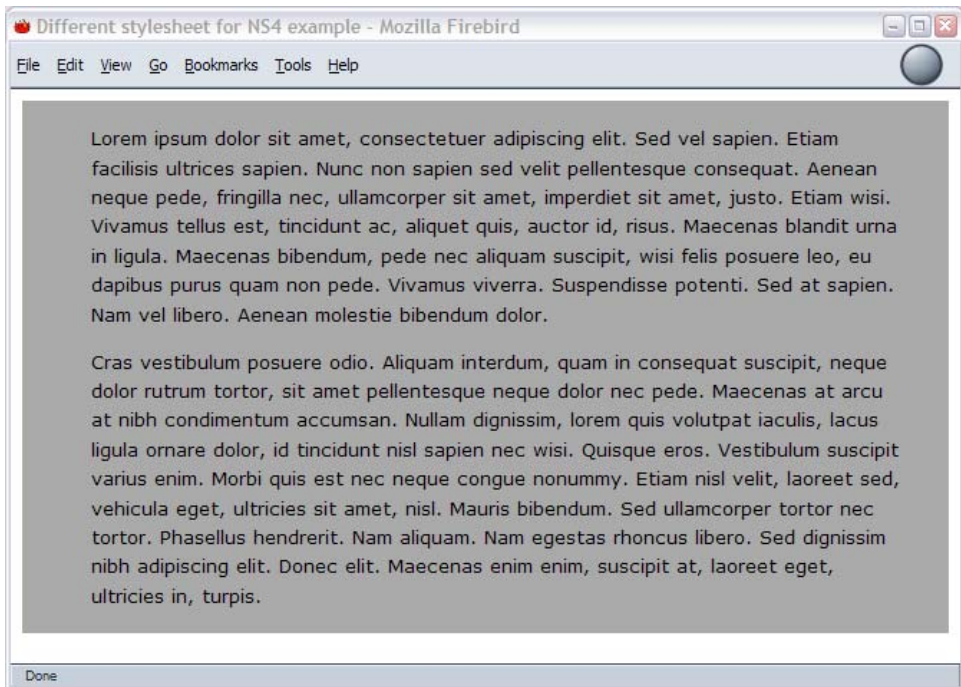 Different stylesheet for NS4 example - Mozilla Firebird
File Edit View Go Bookmarks Tools Help
Lorem ipsum dolor sit amet, consectetuer adipiscing elit. Sed vel sapien. Etiam
facilisis ultrices sapien. Nunc non sapien sed velit pellentesque consequat. Aenean
neque pede, fringilla nec, ullamcorper sit amet, imperdiet sit amet, justo. Etiam wisi.
Vivamus tellus est, tincidunt ac, aliquet quis, auctor id, risus. Maecenas blandit urna
in ligula. Maecenas bibendum, pede nec aliquam suscipit, wisi felis posuere leo, eu
dapibus purus quam non pede. Vivamus viverra. Suspendisse potenti. Sed at sapien.
Nam vel libero. Aenean molestie bibendum dolor.
Cras vestibulum posuere odio. Aliquam interdum, quam in consequat suscipit, neque
dolor rutrum tortor, sit amet pellentesque neque dolor nec pede. Maecenas at arcu
at nibh condimentum accumsan. Nullam dignissim, lorem quis volutpat iaculis, lacus
ligula ornare dolor, id tincidunt nisl sapien nec wisi. Quisque eros. Vestibulum suscipit
varius enim. Morbi quis est nec neque congue nonummy. Etiam nisl velit, laoreet sed,
vehicula eget, ultricies sit amet, nisl. Mauris bibendum. Sed ullamcorper tortor nec
tortor. Phasellus hendrerit. Nam aliquam. Nam egestas rhoncus libero. Sed dignissim
nibh adipiscing elit. Donec elit. Maecenas enim enim, suscipit at, laoreet eget,
ultricies in, turpis.
Done